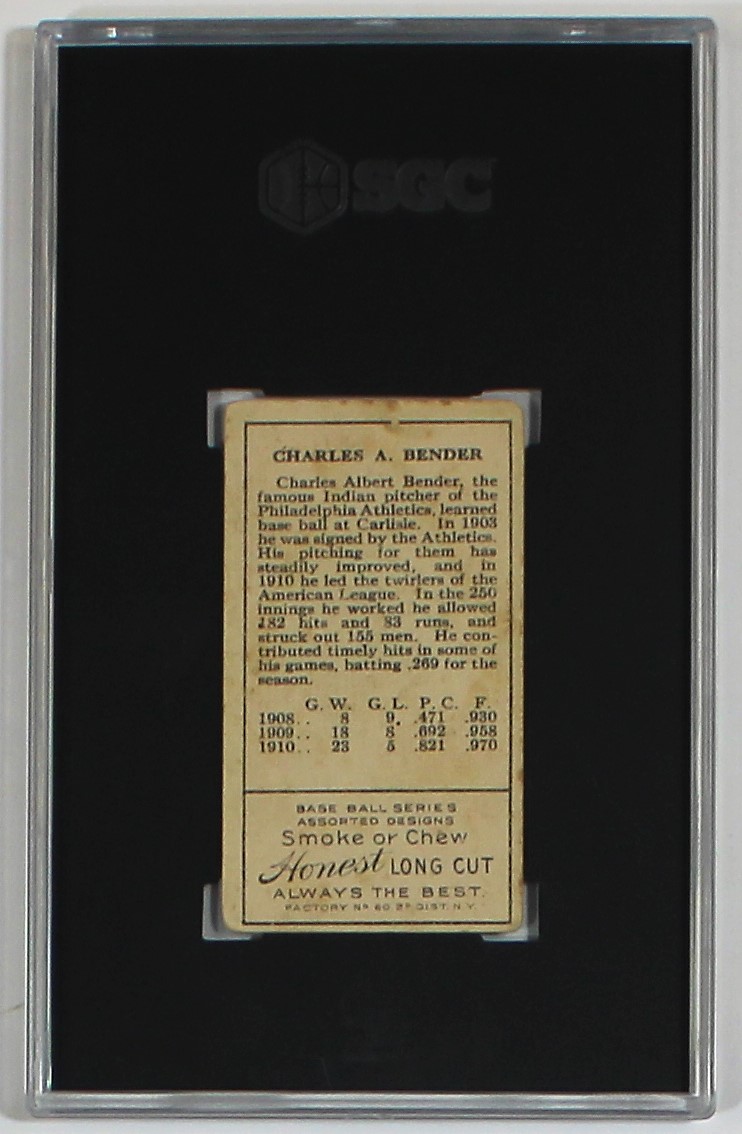 SGC
CHARLES A. BENDER
Charles Albert Bender, the
famous Indian pitcher of the
Philadelphia Athletics, learned
base ball at Carlisle. In 1903
he was signed by the Athletics.
His pitching for them has
steadily improved, and in
1910 he led the twirlers of the
American League. In the 250
innings he worked he allowed
182 hits and 83 runs, and
struck out 155 men. He con-
tributed timely hits in some of
his games, batting .269 for the
season.
G. W. G. L. P. C. F.
1908.. 8 9. .471 .930
1909.. 18 8 .692 .958
1910.. 23 5 .821 .970
BASE BALL SERIES
ASSORTED DESIGNS
Smoke or Chew
Honest LONG CUT
ALWAYS THE BEST.
FACTORY Nº 60 2º DIST. N.Y.